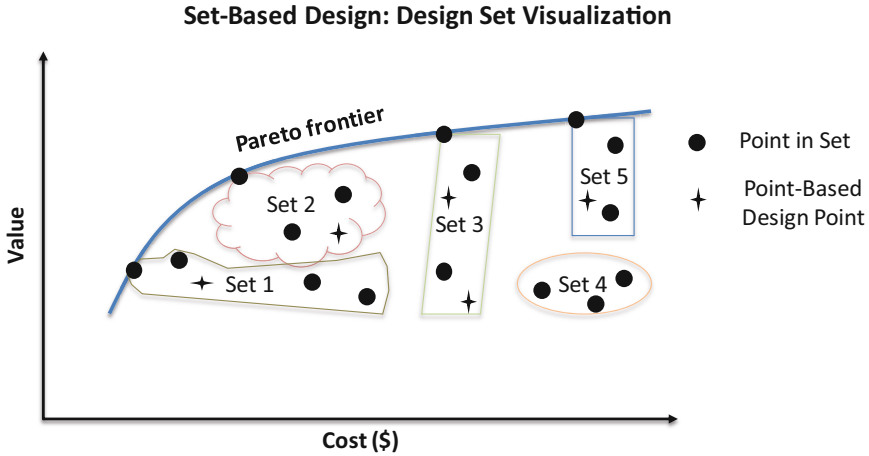 Set-Based Design: Design Set Visualization
Pareto frontier
Point in Set
Set 5
Point-Based
Design Point
Set 2
Set 3
Value
Set 1
Set 4
Cost ($)